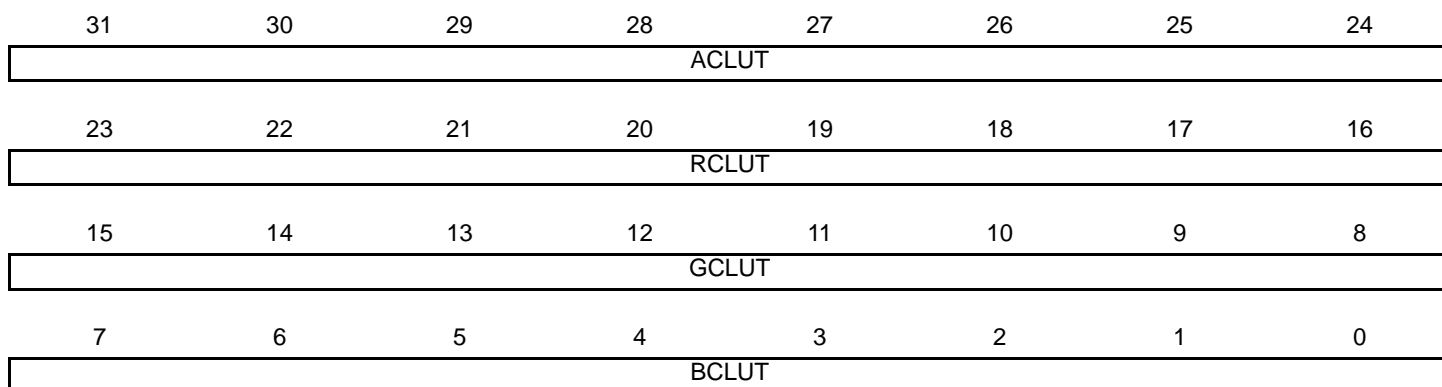 31 30 29 28 27 26 25 24
ACLUT
23 22 21 20 19 18 17 16
RCLUT
15 14 13 12 11 10 9 8
GCLUT
7 6 5 4 3 2 1 0
BCLUT